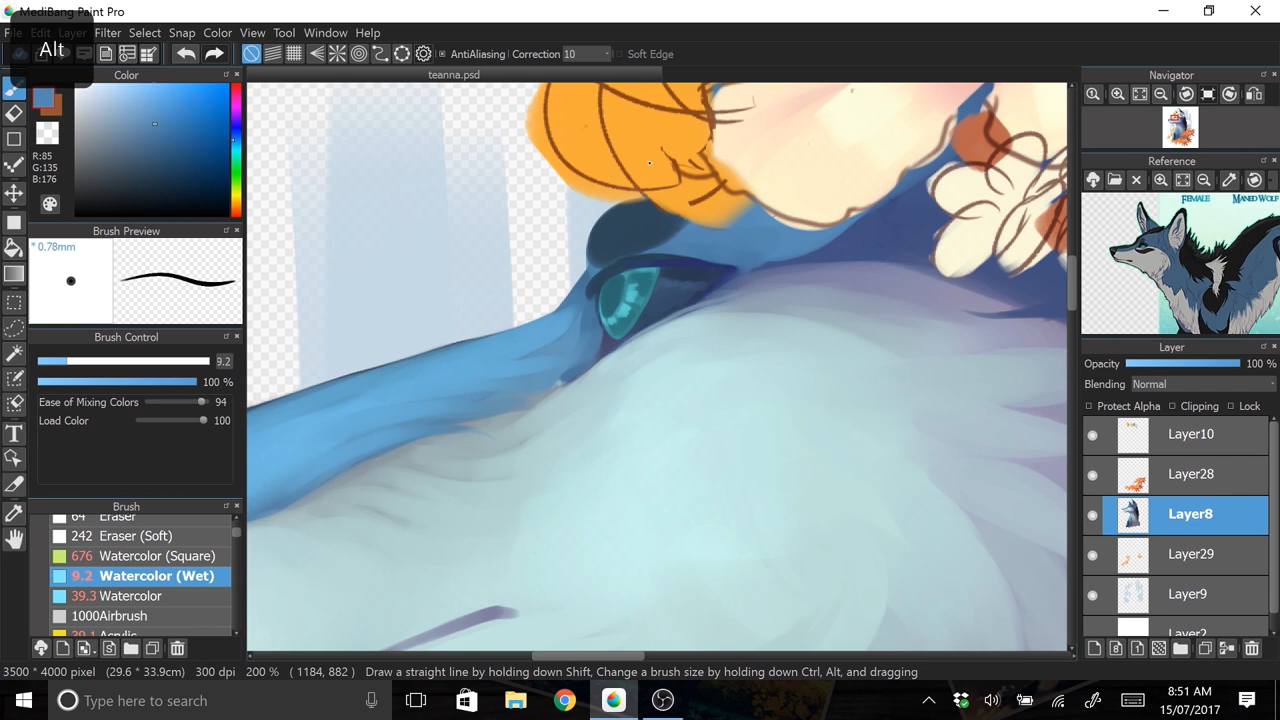 MediBang Paint Pro
File Edit Layer Filter Select Snap Color View Tool Window Help
Alt
AntiAliasing Correction 10 Soft Edge
Color
teanna.psd
Navigator
R:85
G:135
B:176
Reference
FEMALE MANED WOLF
Brush Preview
* 0.78mm
Brush Control
9.2
100 %
Ease of Mixing Colors 94
Load Color 100
Layer
Opacity 100 %
Blending Normal
Protect Alpha Clipping Lock
Layer10
Layer28
Layer8
Layer29
Layer9
Layer2
Brush
64 Eraser
242 Eraser (Soft)
676 Watercolor (Square)
9.2 Watercolor (Wet)
39.3 Watercolor
1000Airbrush
39.1 Acrylic
3500 * 4000 pixel (29.6 * 33.9cm) 300 dpi 200 % ( 1184, 882 ) Draw a straight line by holding down Shift, Change a brush size by holding down Ctrl, Alt, and dragging
Type here to search
8:51 AM
15/07/2017